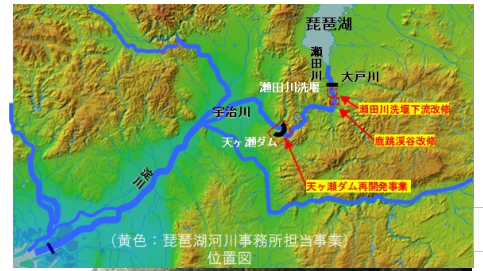 琵琶湖
瀬田川
大戸川
瀬田川洗堰
瀬田川洗堰下流改修
宇治川
鹿跳渓谷改修
天ヶ瀬ダム
天ヶ瀬ダム再開発事業
淀川
(黄色:琵琶湖河川事務所担当事業)
位置図